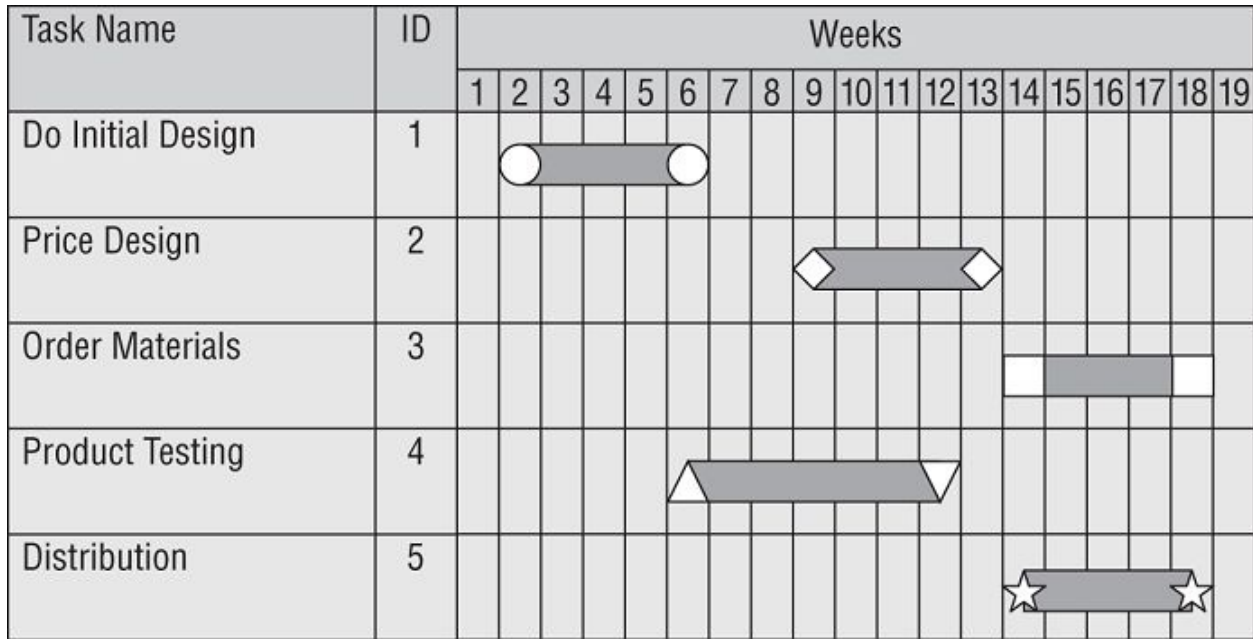 Task Name ID Weeks
1 2 3 4 5 6 7 8 9 10 11 12 13 14 15 16 17 18 19
Do Initial Design 1
Price Design 2
Order Materials 3
Product Testing 4
Distribution 5